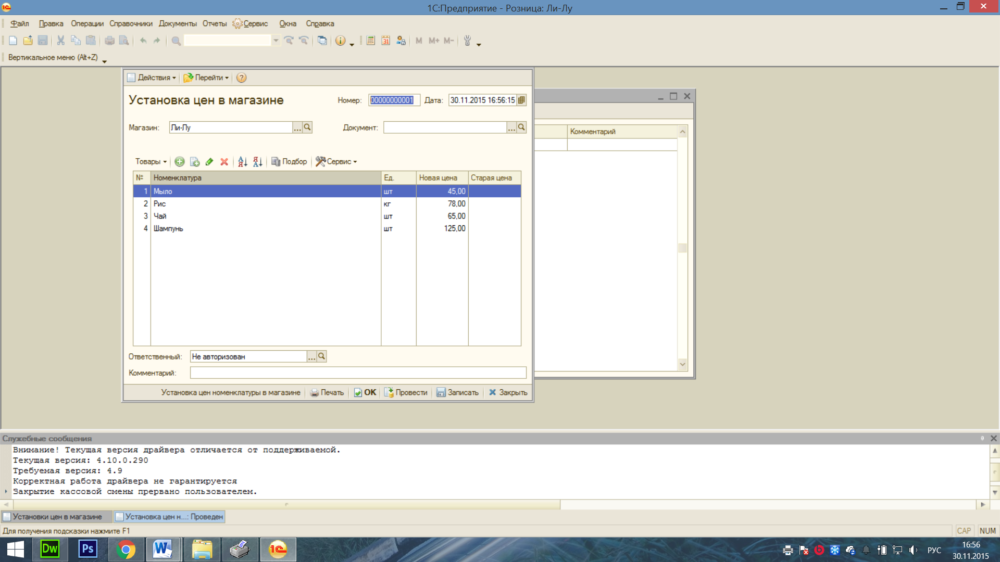 1С:Предприятие - Розница: Ли-Лу
Файл Правка Операции Справочники Документы Отчеты Сервис Окна Справка
31 M M+ M-
Вертикальное меню (Alt+Z)
Действия Перейти ?
Установка цен в магазине Номер: 00000000001 Дата: 30.11.2015 16:56:15
Магазин: Ли-Лу ... Документ: ...
Комментарий
Товары Подбор Сервис
№ Номенклатура Ед. Новая цена Старая цена
1 Мыло шт 45,00
2 Рис кг 78,00
3 Чай шт 65,00
4 Шампунь шт 125,00
Ответственный: Не авторизован ...
Комментарий:
Установка цен номенклатуры в магазине Печать OK Провести Записать Закрыть
Служебные сообщения
Внимание! Текущая версия драйвера отличается от поддерживаемой.
Текущая версия: 4.10.0.290
Требуемая версия: 4.9
Корректная работа драйвера не гарантируется
Закрытие кассовой смены прервано пользователем.
Установки цен в магазине Установка цен н...: Проведен
Для получения подсказки нажмите F1 CAP NUM
Dw Ps W 1С РУС 16:56
30.11.2015